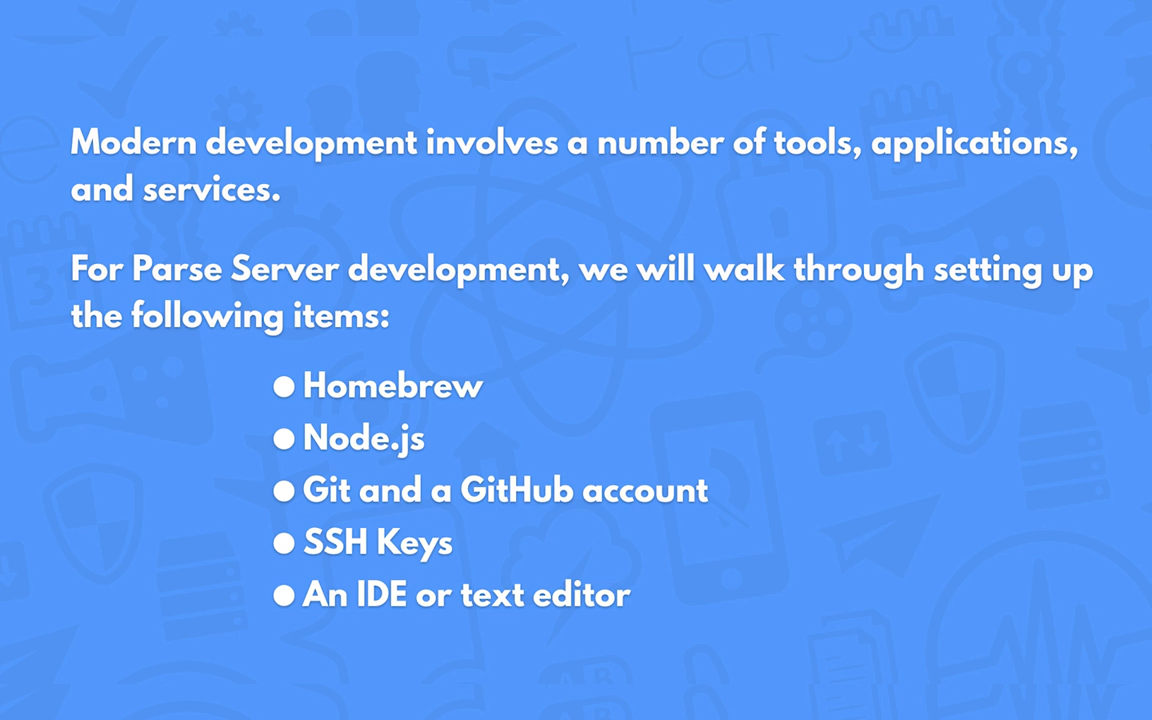 Modern development involves a number of tools, applications,
and services.
For Parse Server development, we will walk through setting up
the following items:
● Homebrew
● Node.js
● Git and a GitHub account
● SSH Keys
● An IDE or text editor